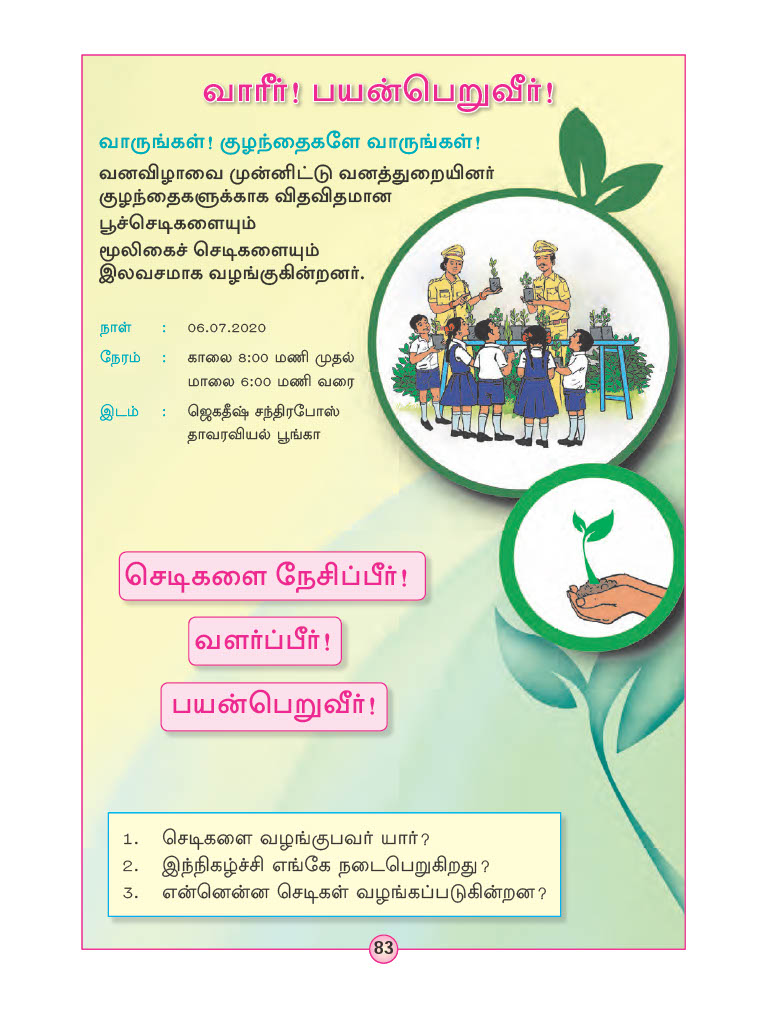 வாரீர்! பயன்பெறுவீர்!
வாருங்கள்! குழந்தைகளே வாருங்கள்!
வனவிழாவை முன்னிட்டு வனத்துறையினர்
குழந்தைகளுக்காக விதவிதமான
பூச்செடிகளையும்
மூலிகைச் செடிகளையும்
இலவசமாக வழங்குகின்றனர்.
நாள் : 06.07.2020
நேரம் : காலை 8:00 மணி முதல்
மாலை 6:00 மணி வரை
இடம் : ஜெகதீஷ் சந்திரபோஸ்
தாவரவியல் பூங்கா
செடிகளை நேசிப்பீர்!
வளர்ப்பீர்!
பயன்பெறுவீர்!
1. செடிகளை வழங்குபவர் யார்?
2. இந்நிகழ்ச்சி எங்கே நடைபெறுகிறது?
3. என்னென்ன செடிகள் வழங்கப்படுகின்றன?
83